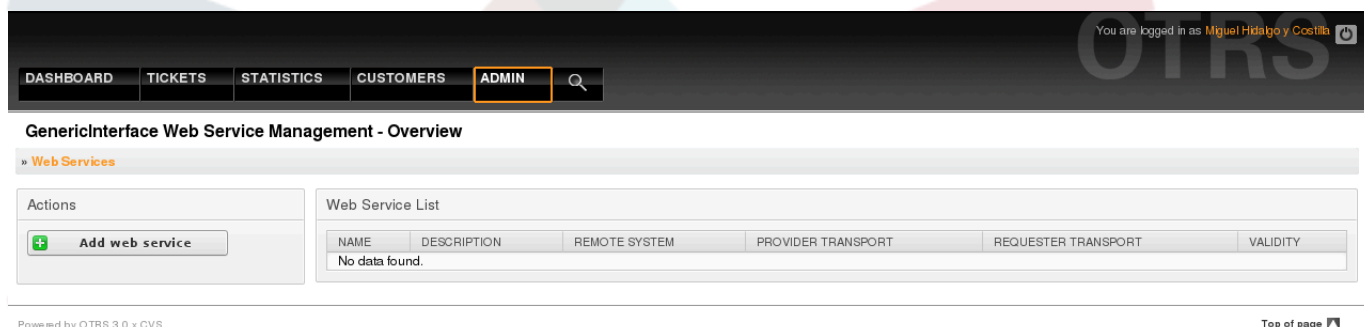 OTRS
You are logged in as Miguel Hidalgo y Costilla
DASHBOARD TICKETS STATISTICS CUSTOMERS ADMIN
GenericInterface Web Service Management - Overview
» Web Services
Actions
Add web service
Web Service List
NAME DESCRIPTION REMOTE SYSTEM PROVIDER TRANSPORT REQUESTER TRANSPORT VALIDITY
No data found.
Powered by OTRS 3.0.x CVS
Top of page